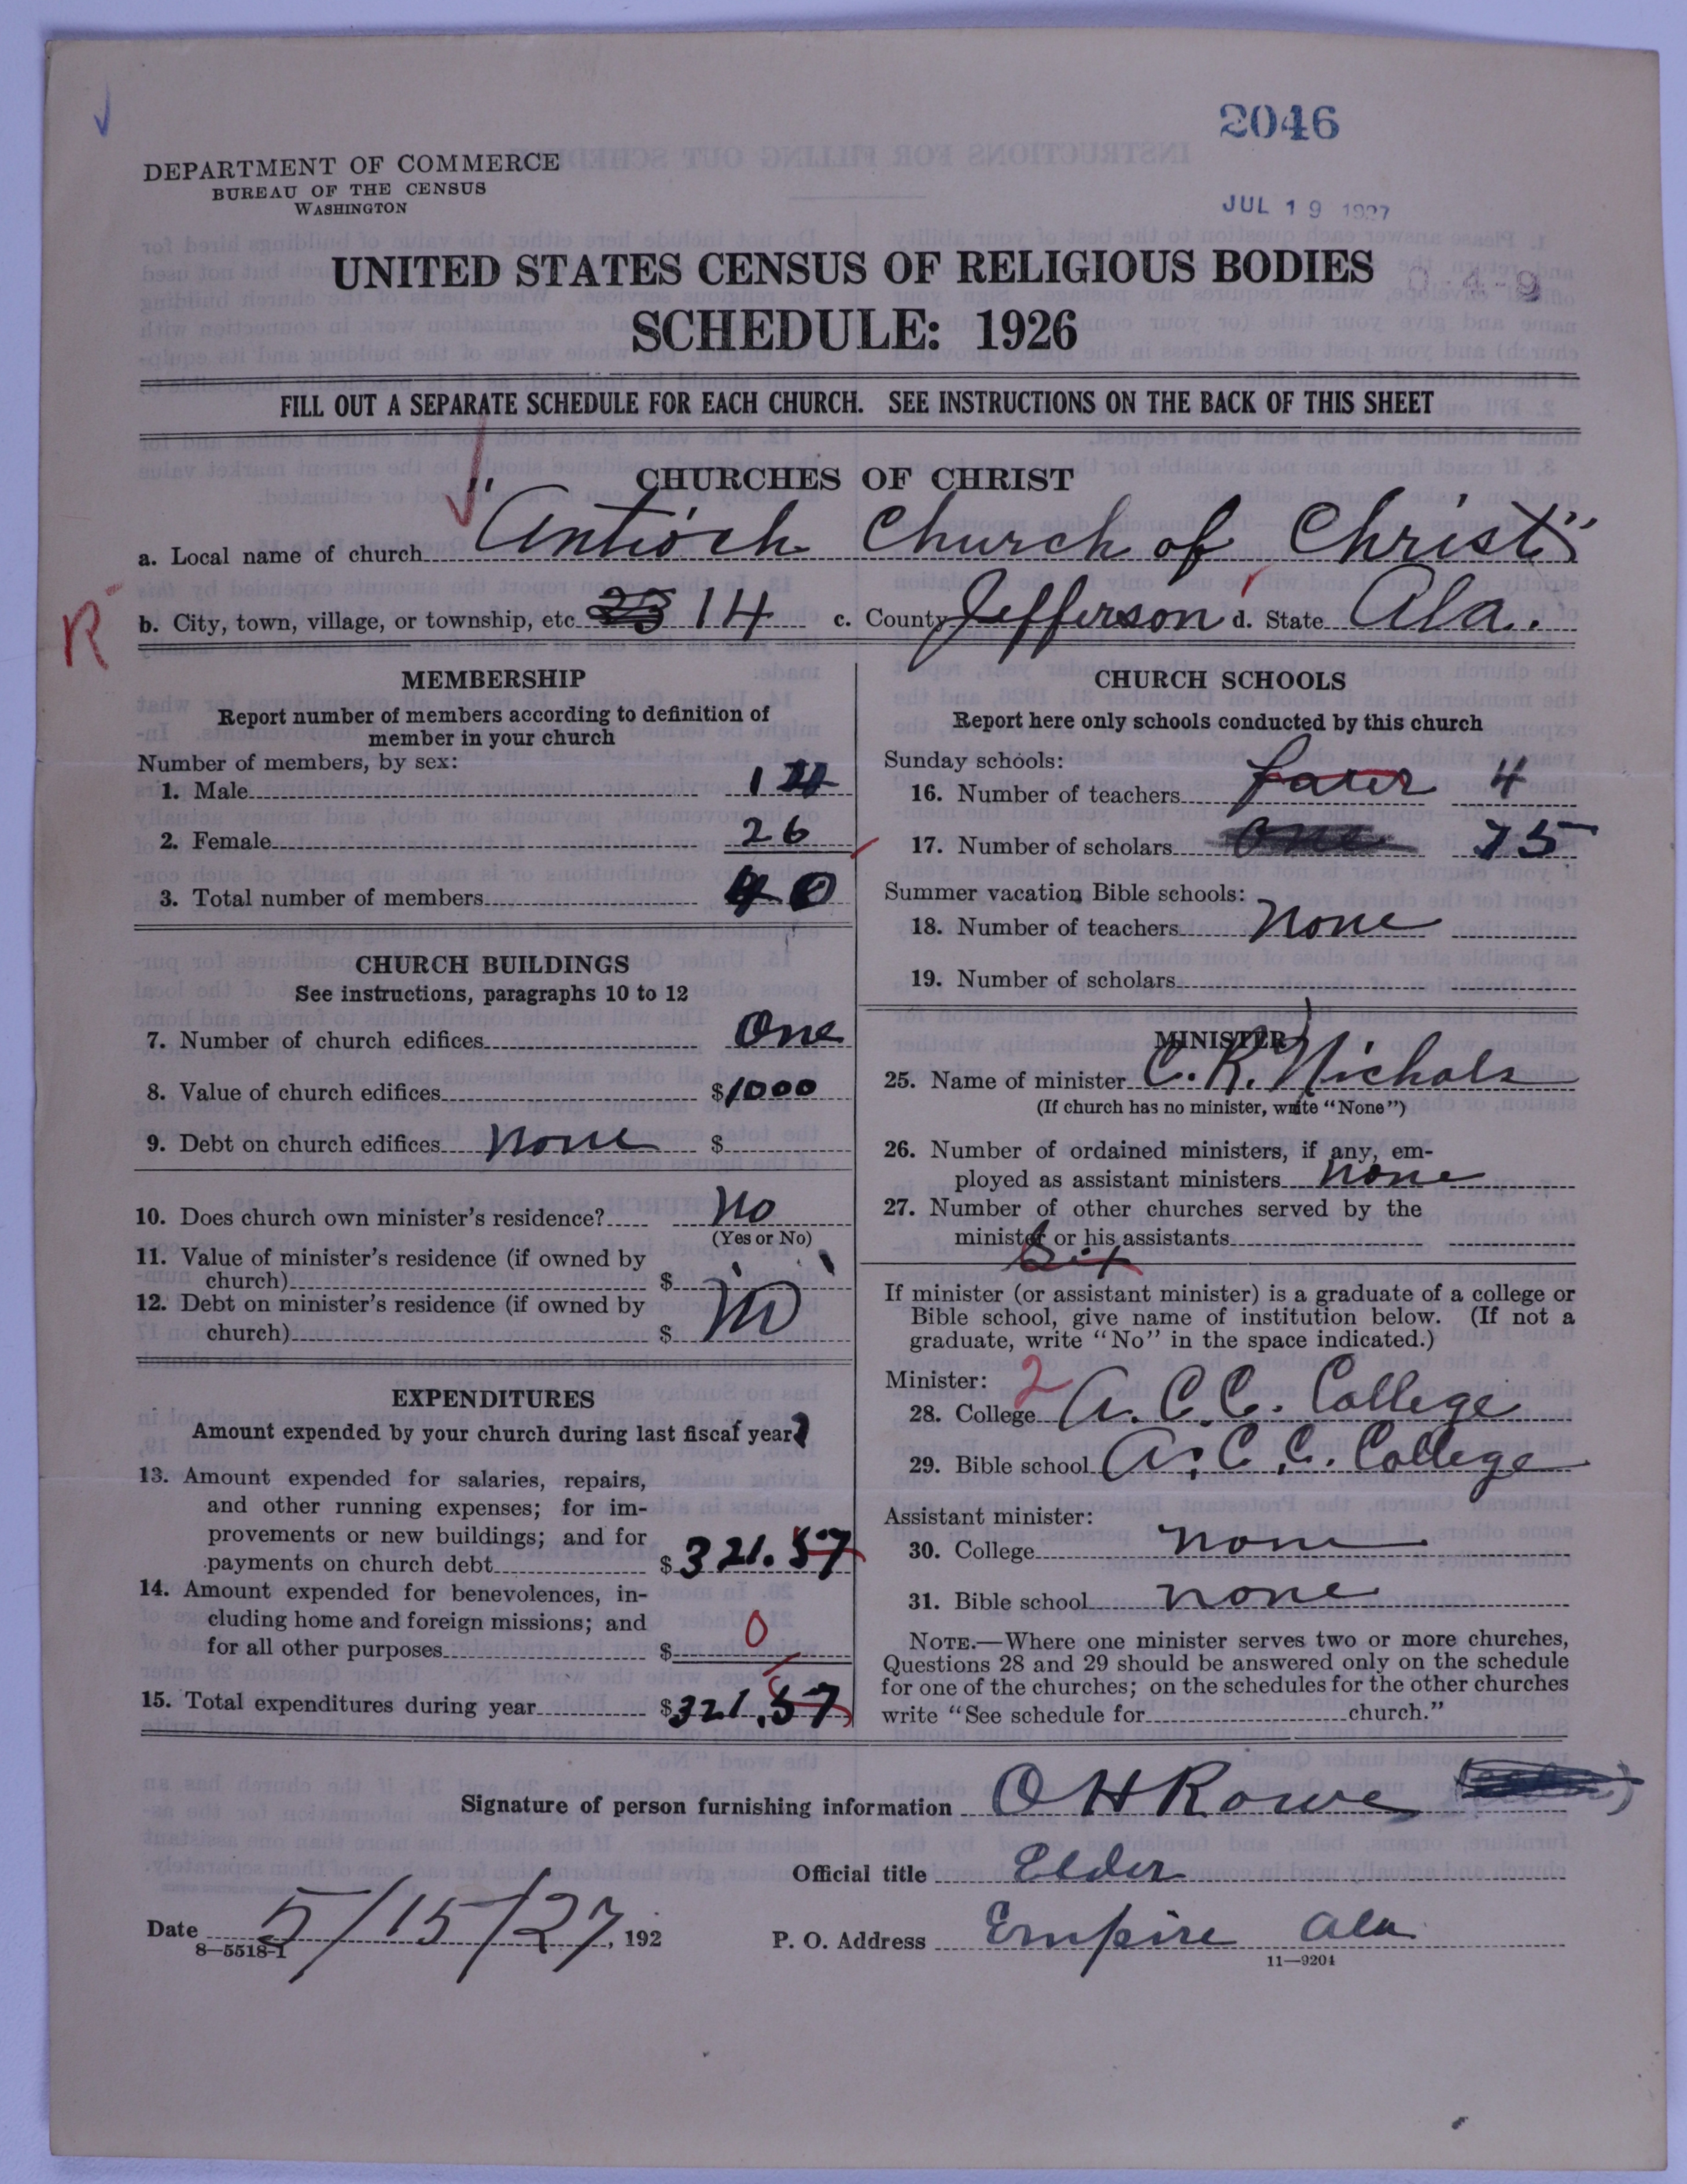 2046
DEPARTMENT OF COMMERCE
BUREAU OF THE CENSUS
WASHINGTON
JUL 19 1927
UNITED STATES CENSUS OF RELIGIOUS BODIES
SCHEDULE: 1926
FILL OUT A SEPARATE SCHEDULE FOR EACH CHURCH. SEE INSTRUCTIONS ON THE BACK OF THIS SHEET
CHURCHES OF CHRIST
a. Local name of church "Antioch Church of Christ"
R
b. City, town, village, or township, etc. 14 c. County Jefferson d. State Ala.
MEMBERSHIP
Report number of members according to definition of
member in your church
Number of members, by sex:
1. Male 14
2. Female 26
3. Total number of members 40
CHURCH BUILDINGS
See instructions, paragraphs 10 to 12
7. Number of church edifices One
8. Value of church edifices $1000
9. Debt on church edifices none $
10. Does church own minister's residence? No
(Yes or No)
11. Value of minister's residence (if owned by
church) $
12. Debt on minister's residence (if owned by
church) $ "no"
EXPENDITURES
Amount expended by your church during last fiscal year
13. Amount expended for salaries, repairs,
and other running expenses; for im-
provements or new buildings; and for
payments on church debt $321.57
14. Amount expended for benevolences, in-
cluding home and foreign missions; and
for all other purposes $ 0
15. Total expenditures during year $321.57
CHURCH SCHOOLS
Report here only schools conducted by this church
Sunday schools:
16. Number of teachers four 4
17. Number of scholars one 75
Summer vacation Bible schools:
18. Number of teachers none
19. Number of scholars
MINISTER
25. Name of minister C. R. Nichols
(If church has no minister, write "None")
26. Number of ordained ministers, if any, em-
ployed as assistant ministers none
27. Number of other churches served by the
minister or his assistants
Six
If minister (or assistant minister) is a graduate of a college or
Bible school, give name of institution below. (If not a
graduate, write "No" in the space indicated.)
Minister: 2
28. College A. C. C. College
29. Bible school A. C. C. College
Assistant minister:
30. College none
31. Bible school none
NOTE.—Where one minister serves two or more churches,
Questions 28 and 29 should be answered only on the schedule
for one of the churches; on the schedules for the other churches
write "See schedule for church."
Signature of person furnishing information O H Rowe
Official title Elder
Date 5/15/27, 192 P. O. Address Empire Ala
8—5518-1
11—9204